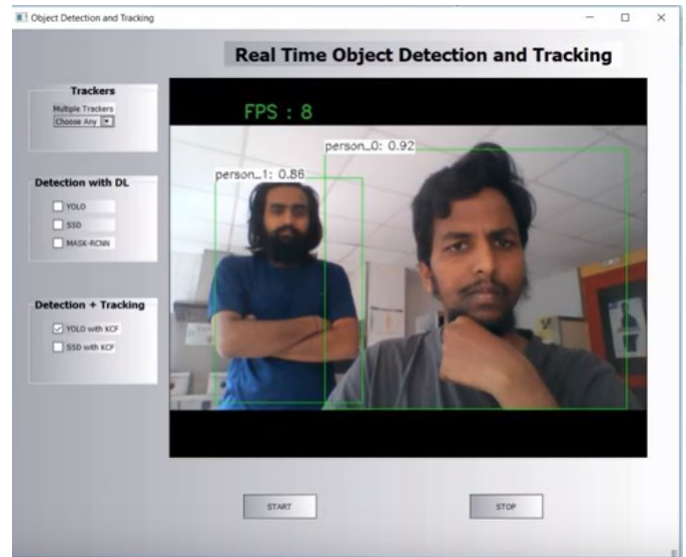 Object Detection and Tracking
Real Time Object Detection and Tracking
Trackers
Multiple Trackers
Choose Any
Detection with DL
YOLO
SSD
MASK-RCNN
Detection + Tracking
YOLO with KCF
SSD with KCF
FPS : 8
person_0: 0.92
person_1: 0.86
START
STOP